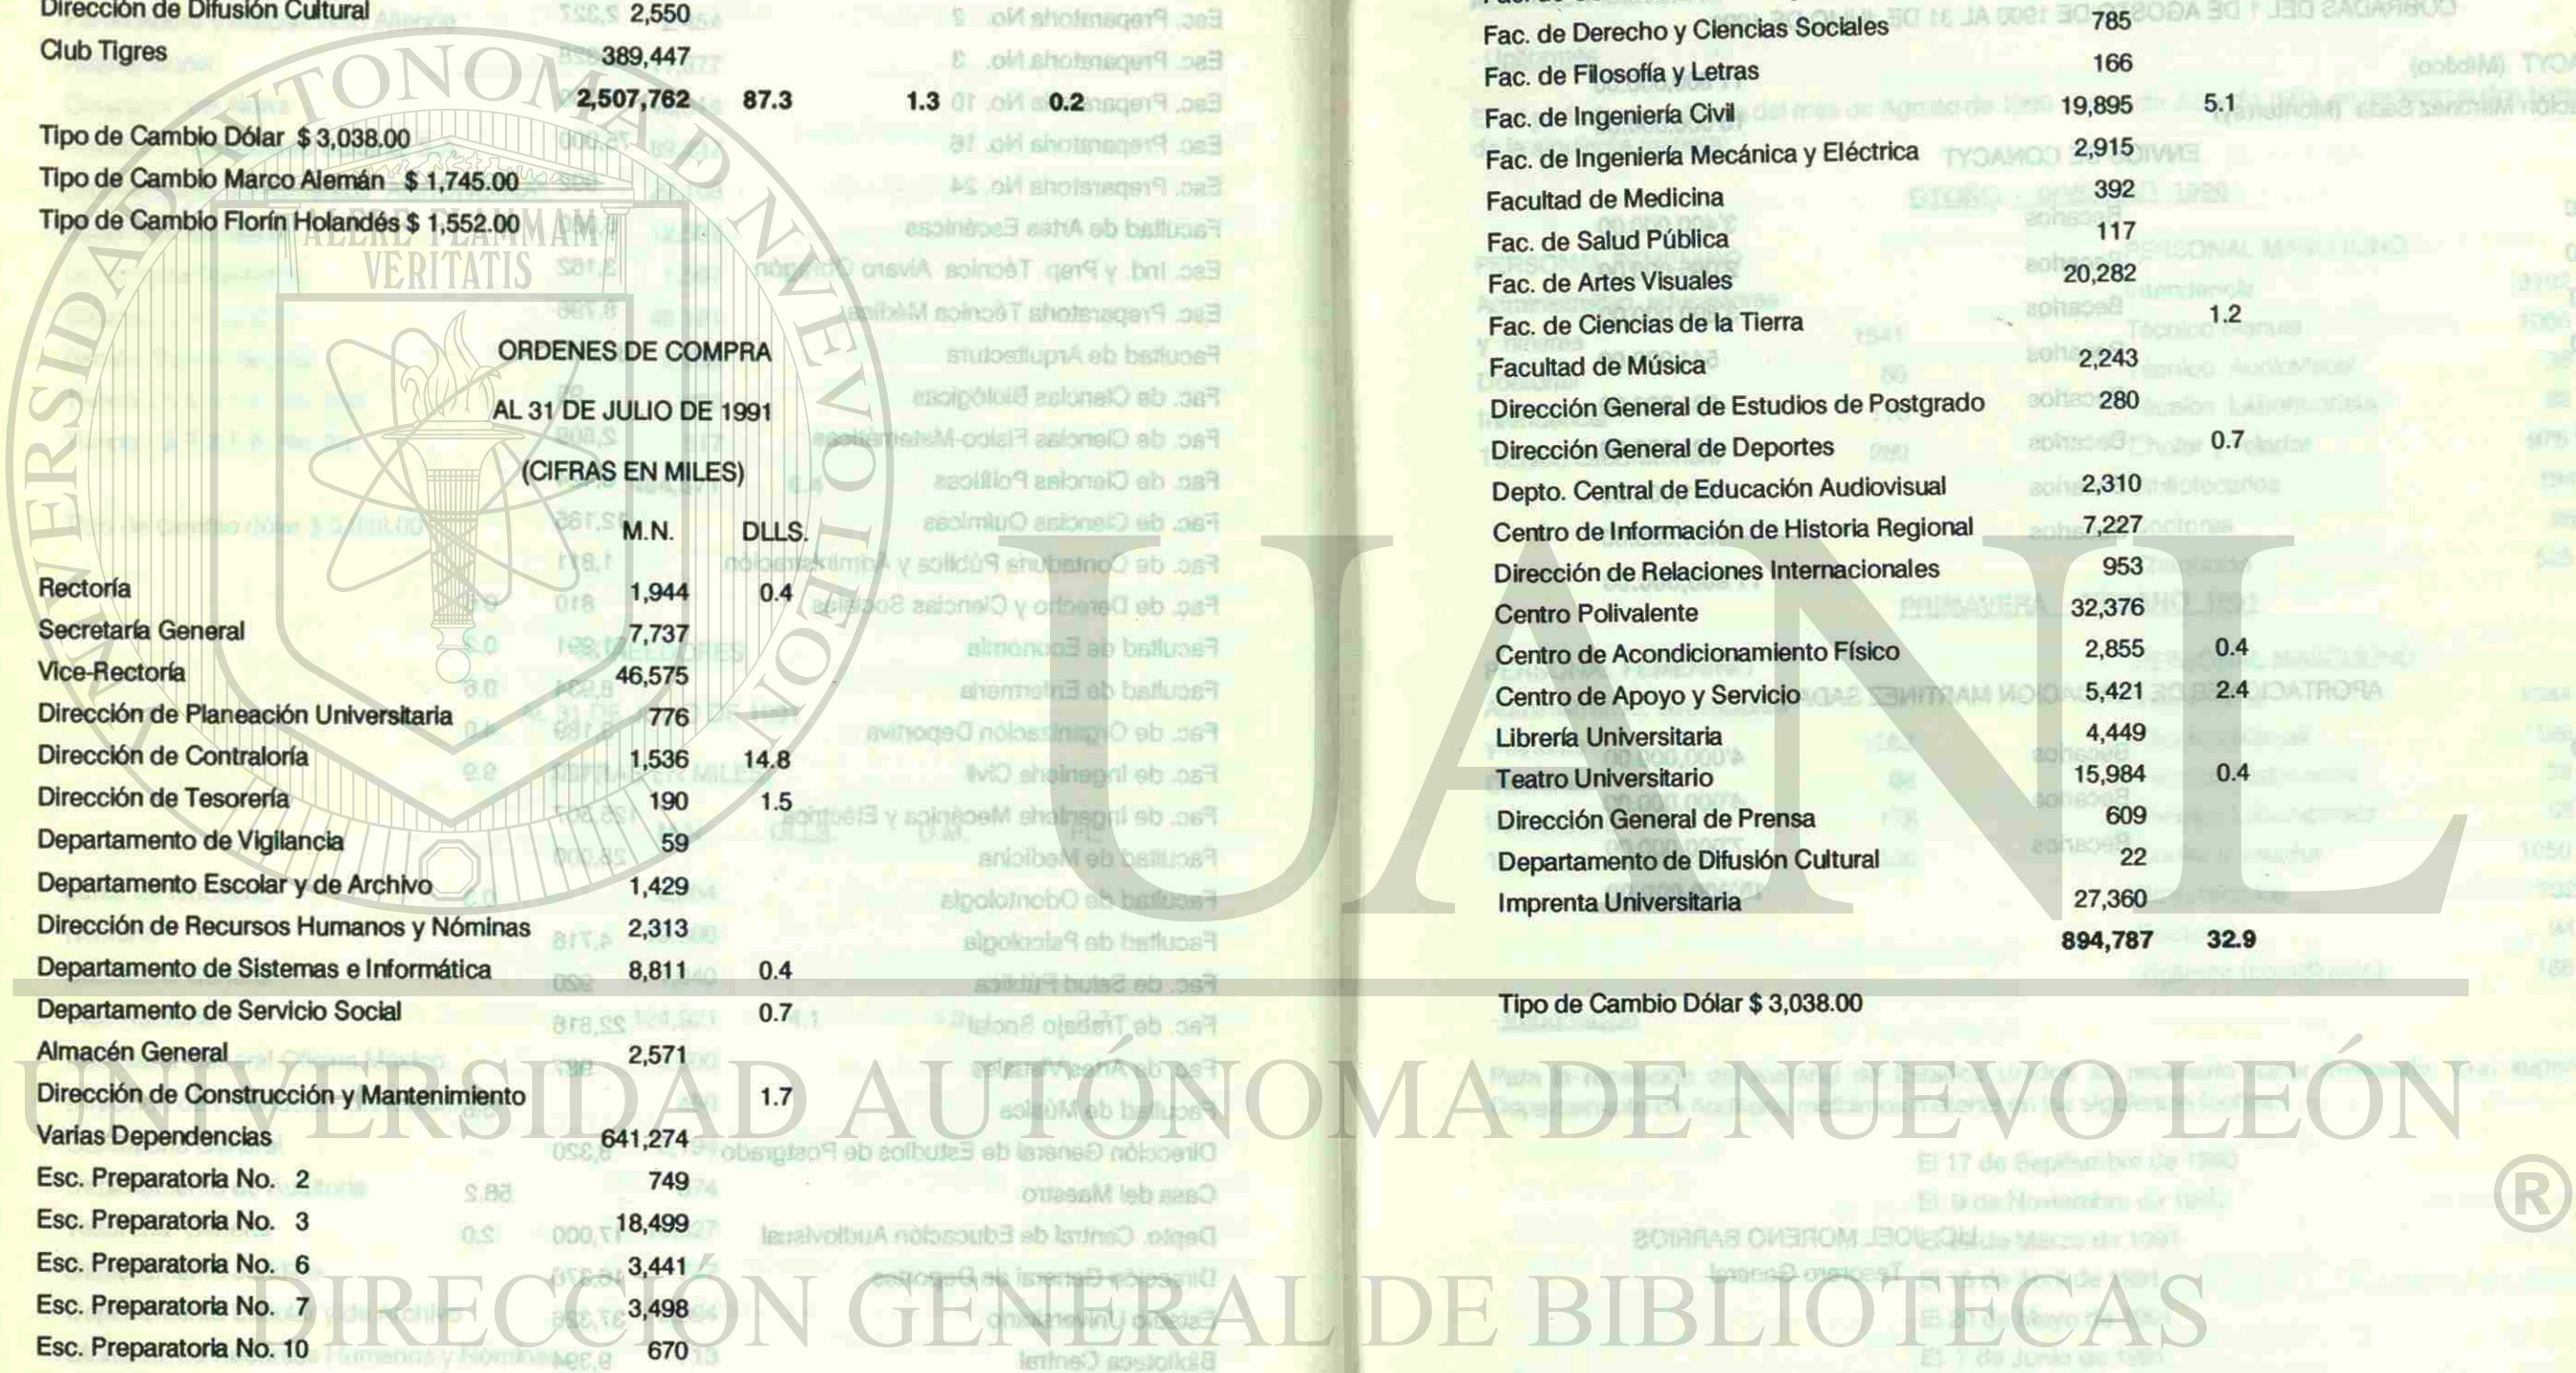 Dirección de Difusión Cultural 2,550
Club Tigres 389,447
2,507,762 87.3 1.3 0.2
Tipo de Cambio Dólar $ 3,038.00
Tipo de Cambio Marco Alemán $ 1,745.00
Tipo de Cambio Florín Holandés $ 1,552.00
ORDENES DE COMPRA
AL 31 DE JULIO DE 1991
(CIFRAS EN MILES)
M.N. DLLS.
Rectoría 1,944 0.4
Secretaría General 7,737
Vice-Rectoría 46,575
Dirección de Planeación Universitaria 776
Dirección de Contraloría 1,536 14.8
Dirección de Tesorería 190 1.5
Departamento de Vigilancia 59
Departamento Escolar y de Archivo 1,429
Dirección de Recursos Humanos y Nóminas 2,313
Departamento de Sistemas e Informática 8,811 0.4
Departamento de Servicio Social 0.7
Almacén General 2,571
Dirección de Construcción y Mantenimiento 1.7
Varias Dependencias 641,274
Esc. Preparatoria No. 2 749
Esc. Preparatoria No. 3 18,499
Esc. Preparatoria No. 6 3,441
Esc. Preparatoria No. 7 3,498
Esc. Preparatoria No. 10 670
Fac. de Derecho y Ciencias Sociales 785
Fac. de Filosofía y Letras 166
Fac. de Ingeniería Civil 19,895 5.1
Fac. de Ingeniería Mecánica y Eléctrica 2,915
Facultad de Medicina 392
Fac. de Salud Pública 117
Fac. de Artes Visuales 20,282
Fac. de Ciencias de la Tierra 1.2
Facultad de Música 2,243
Dirección General de Estudios de Postgrado 280
Dirección General de Deportes 0.7
Depto. Central de Educación Audiovisual 2,310
Centro de Información de Historia Regional 7,227
Dirección de Relaciones Internacionales 953
Centro Polivalente 32,376
Centro de Acondicionamiento Físico 2,855 0.4
Centro de Apoyo y Servicio 5,421 2.4
Librería Universitaria 4,449
Teatro Universitario 15,984 0.4
Dirección General de Prensa 609
Departamento de Difusión Cultural 22
Imprenta Universitaria 27,360
894,787 32.9
Tipo de Cambio Dólar $ 3,038.00
UNIVERSIDAD AUTONOMA DE NUEVO LEON
ALERE FLAMMAM
VERITATIS
UANL
UNIVERSIDAD AUTÓNOMA DE NUEVO LEÓN
®
DIRECCIÓN GENERAL DE BIBLIOTECAS